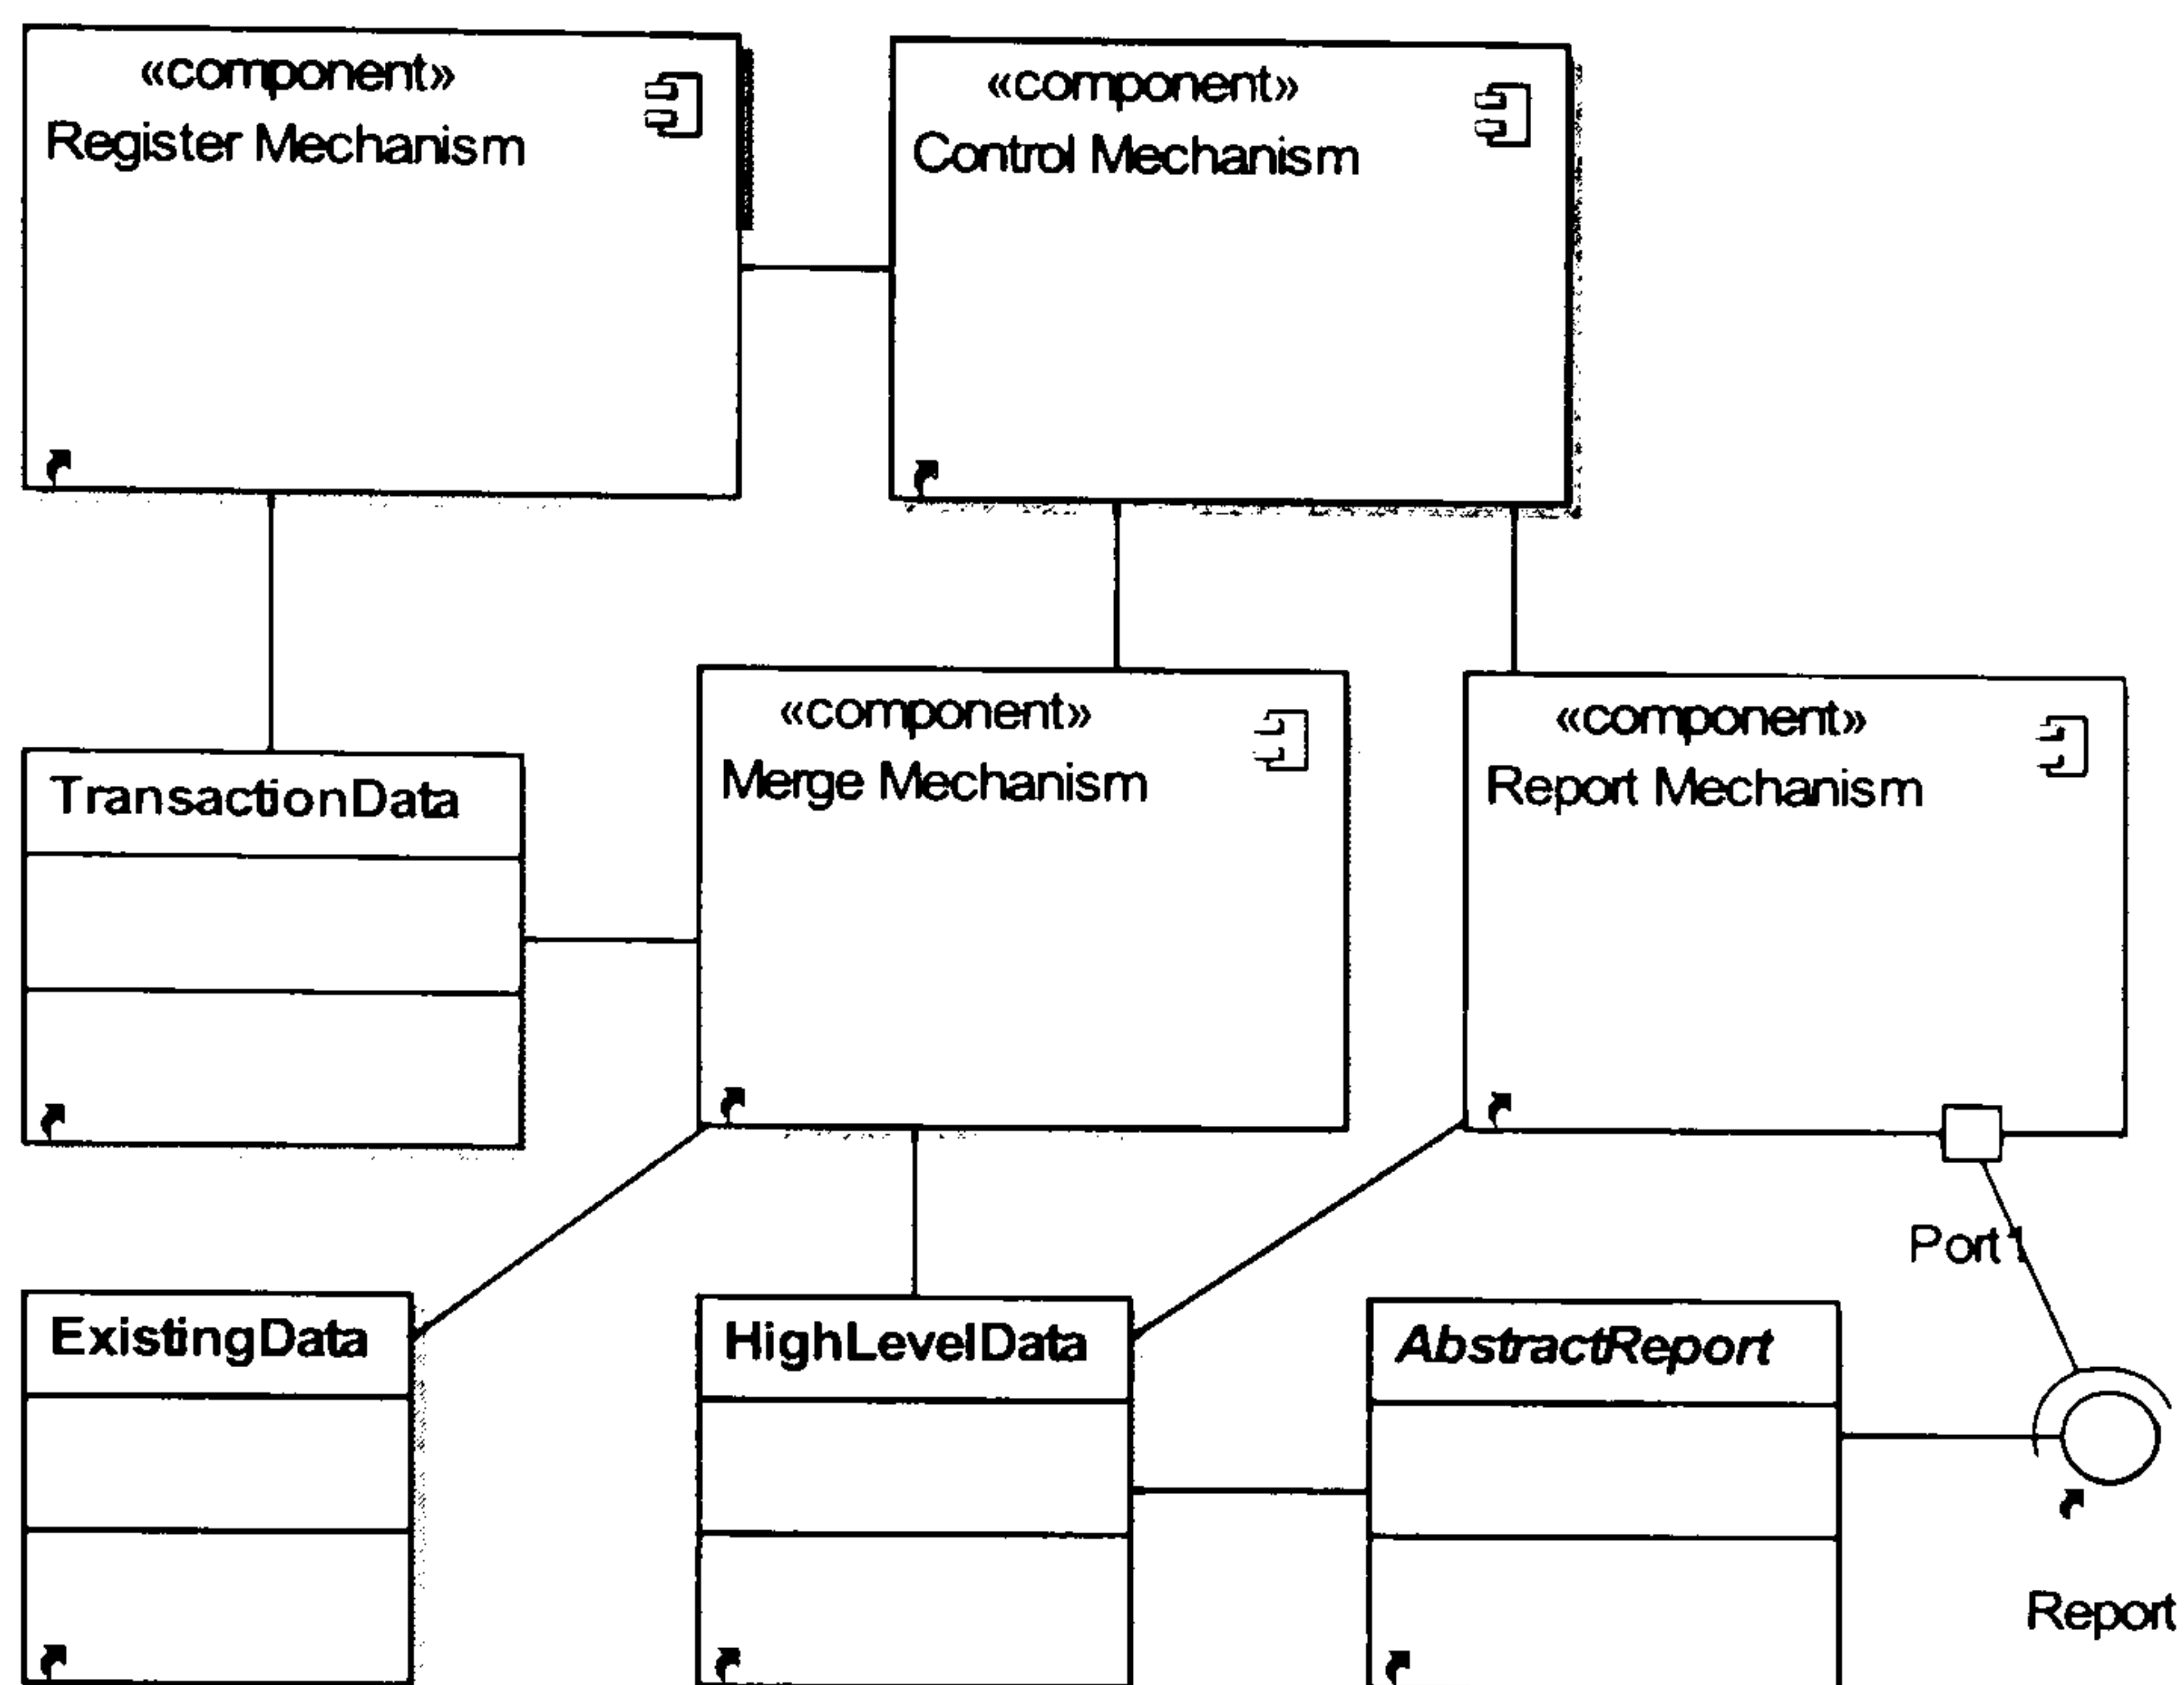 «component»
Register Mechanism
«component»
Control Mechanism
«component»
Merge Mechanism
«component»
Report Mechanism
TransactionData
Port1
ExistingData
HighLevelData
AbstractReport
Report